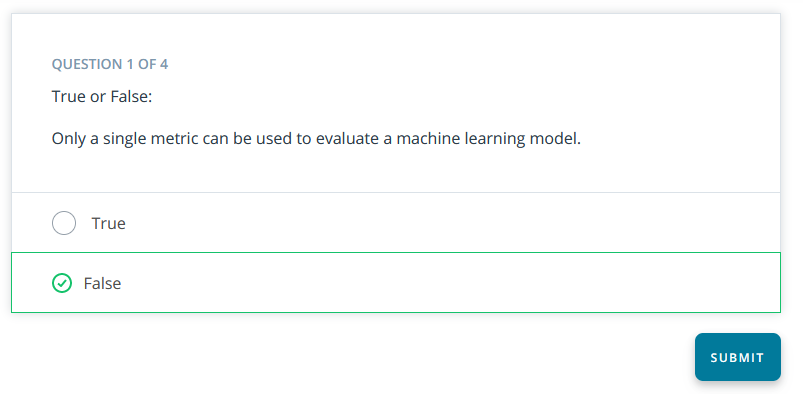 QUESTION 1 OF 4
True or False:
Only a single metric can be used to evaluate a machine learning model.
True
False
SUBMIT